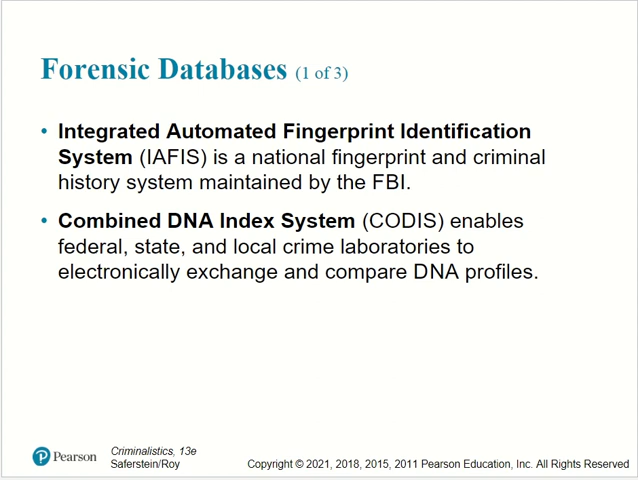 Forensic Databases (1 of 3)
• Integrated Automated Fingerprint Identification
System (IAFIS) is a national fingerprint and criminal
history system maintained by the FBI.
• Combined DNA Index System (CODIS) enables
federal, state, and local crime laboratories to
electronically exchange and compare DNA profiles.
Pearson
Criminalistics, 13e
Saferstein/Roy
Copyright © 2021, 2018, 2015, 2011 Pearson Education, Inc. All Rights Reserved